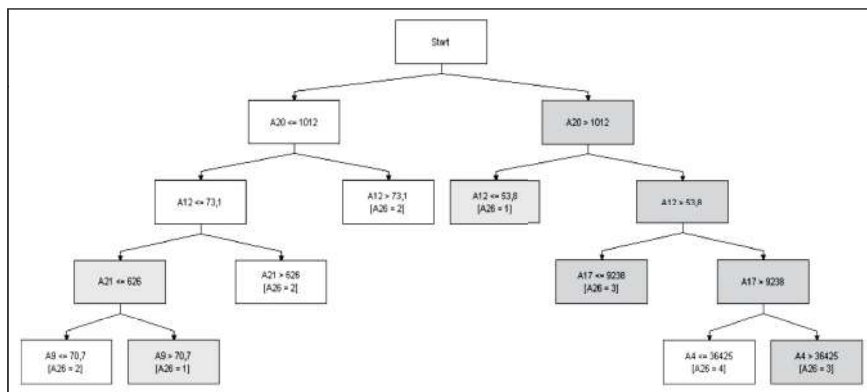 Start
A20 <= 1012
A20 > 1012
A12 <= 73,1
A12 > 73,1
[A26 = 2]
A12 <= 53,8
[A26 = 1]
A12 > 53,8
A21 <= 626
A21 > 626
[A26 = 2]
A17 <= 9238
[A26 = 3]
A17 > 9238
A9 <= 70,7
[A26 = 2]
A9 > 70,7
[A26 = 1]
A4 <= 36425
[A26 = 4]
A4 > 36425
[A26 = 3]